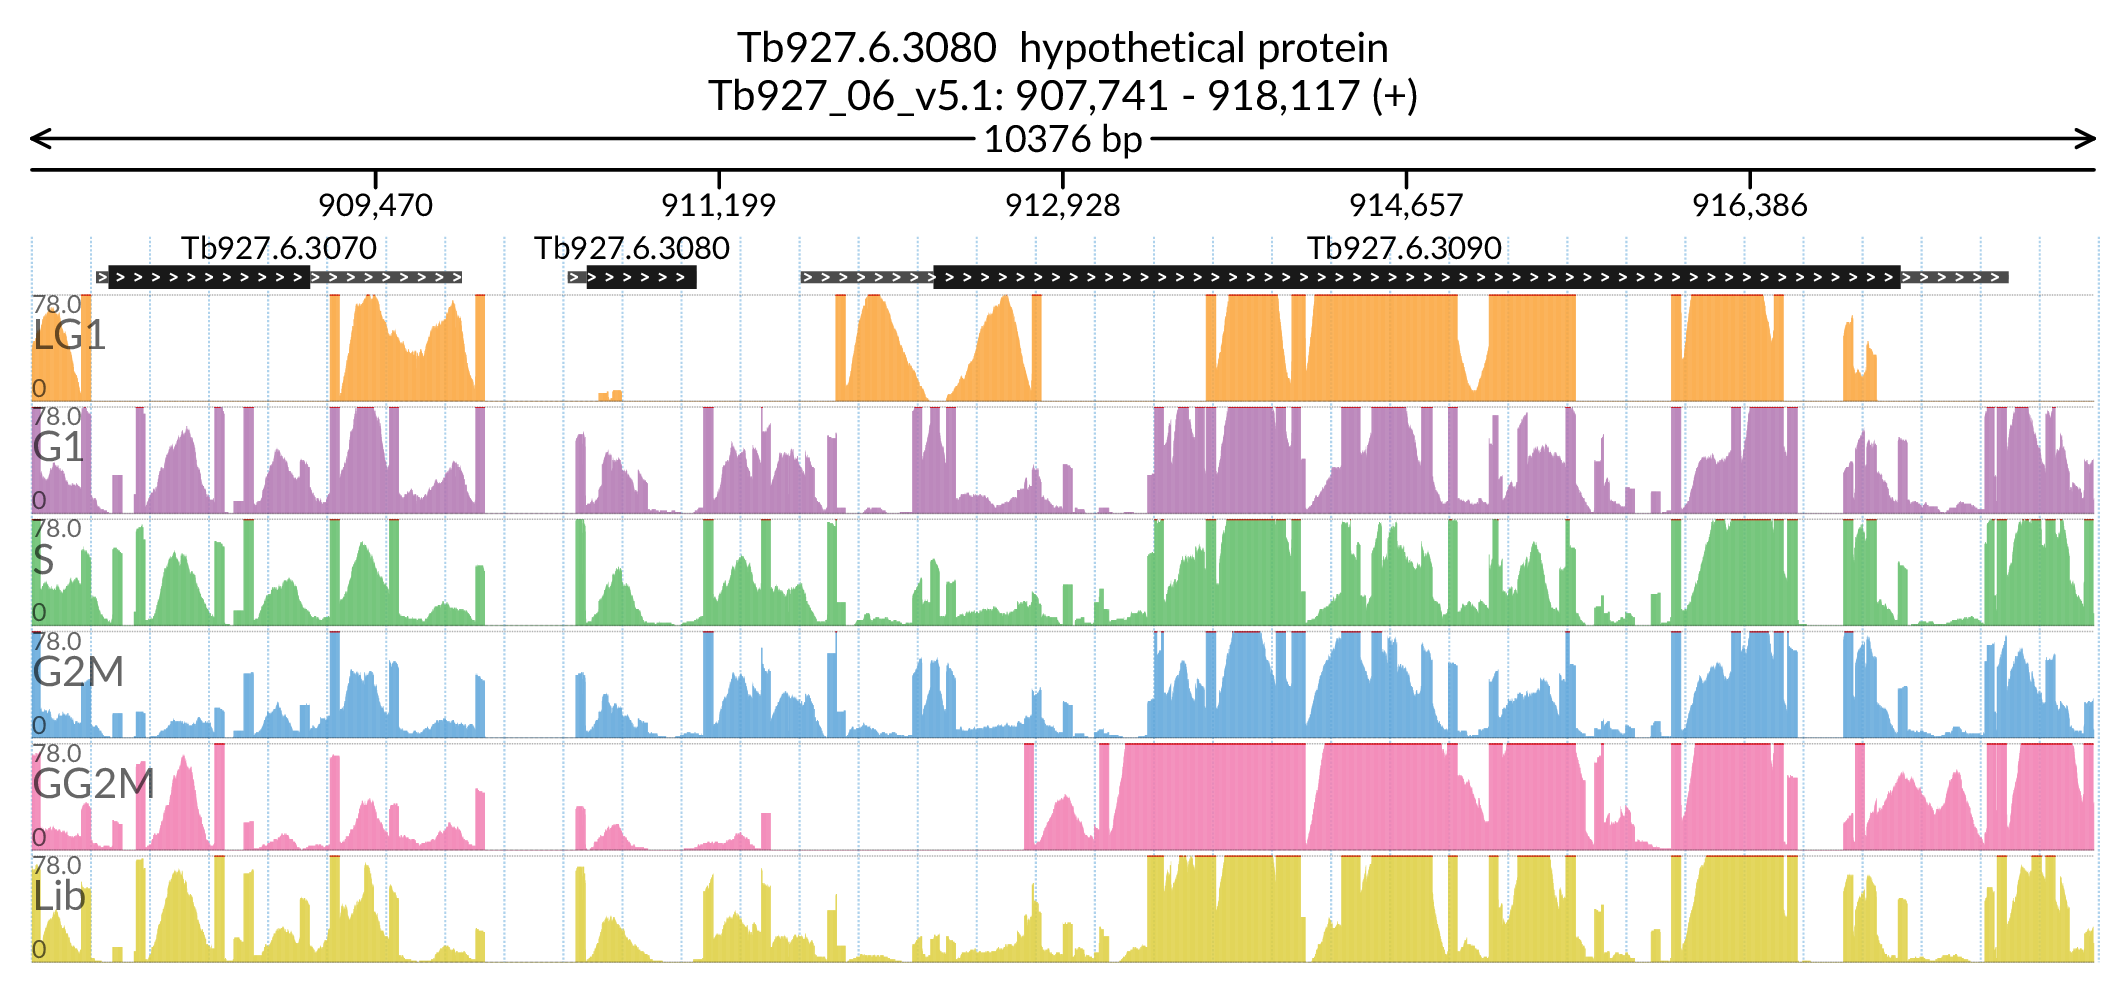 Tb927.6.3080 hypothetical protein
Tb927_06_v5.1: 907,741 - 918,117 (+)
10376 bp
909,470 911,199 912,928 914,657 916,386
Tb927.6.3070 Tb927.6.3080 Tb927.6.3090
78.0
LG1
0
78.0
G1
0
78.0
S
0
78.0
G2M
0
78.0
GG2M
0
78.0
Lib
0